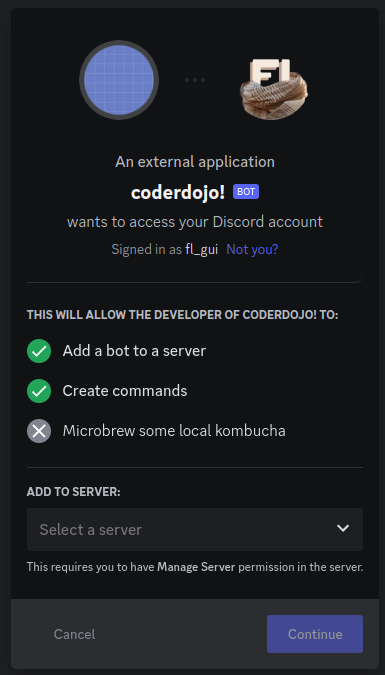 FL
An external application
coderdojo! BOT
wants to access your Discord account
Signed in as fl_gui Not you?
THIS WILL ALLOW THE DEVELOPER OF CODERDOJO! TO:
Add a bot to a server
Create commands
Microbrew some local kombucha
ADD TO SERVER:
Select a server
This requires you to have Manage Server permission in the server.
Cancel Continue